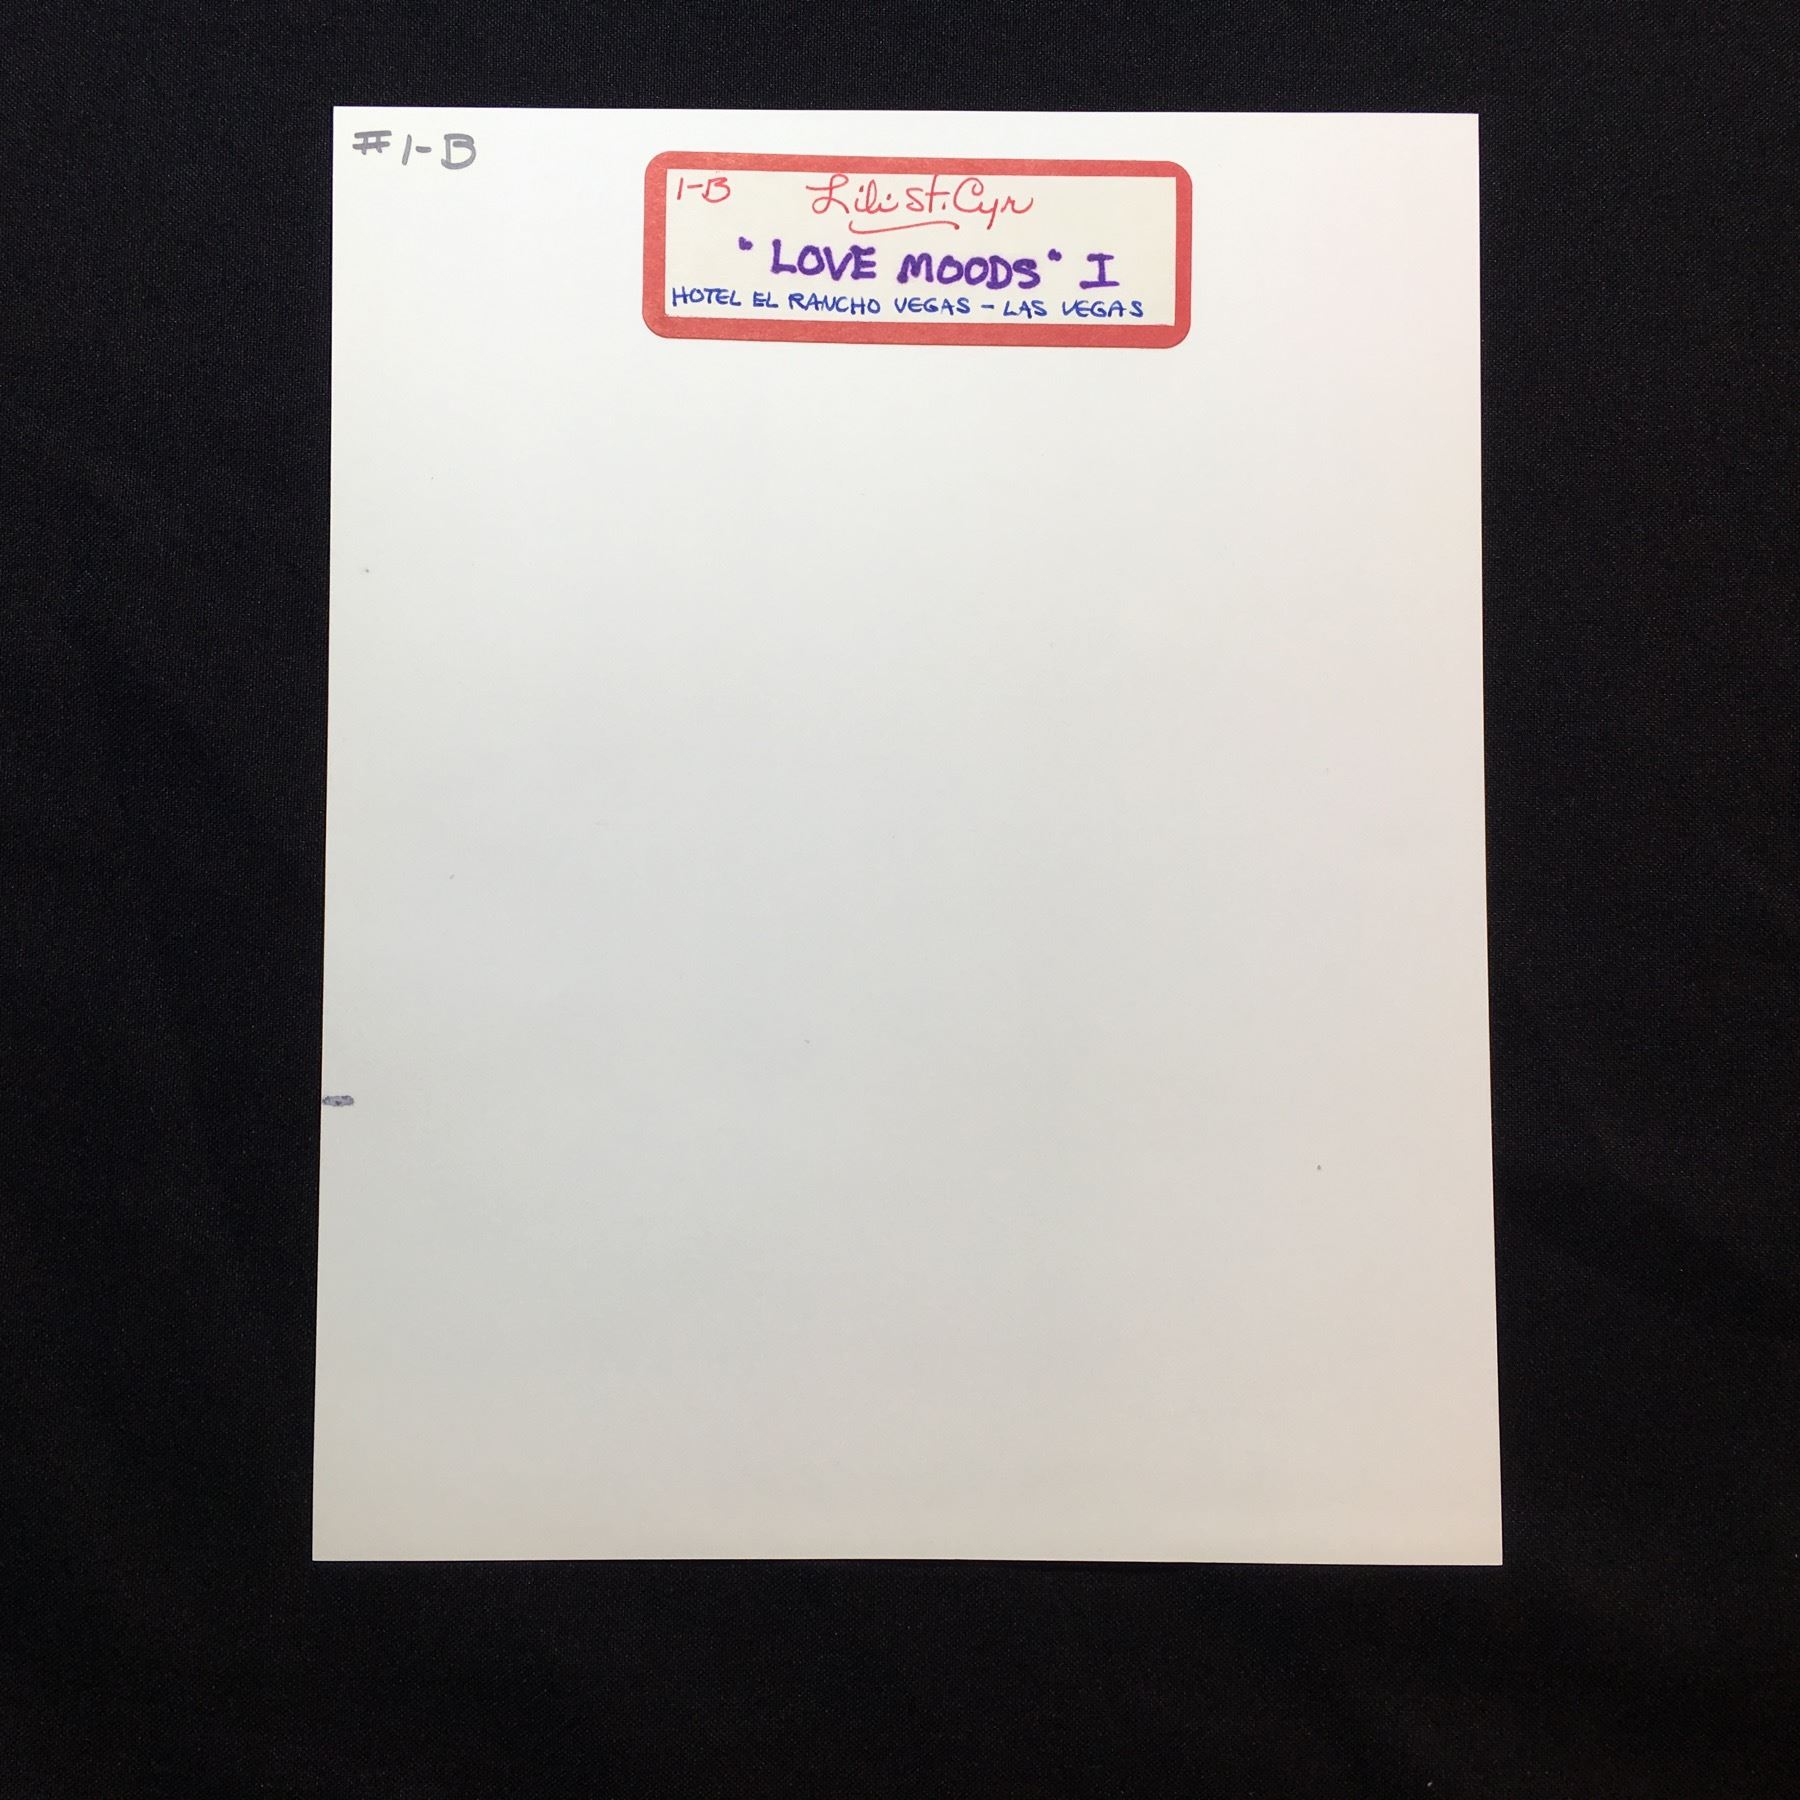 #1-B
1-B Lili St. Cyr
"LOVE MOODS" I
HOTEL EL RANCHO VEGAS - LAS VEGAS